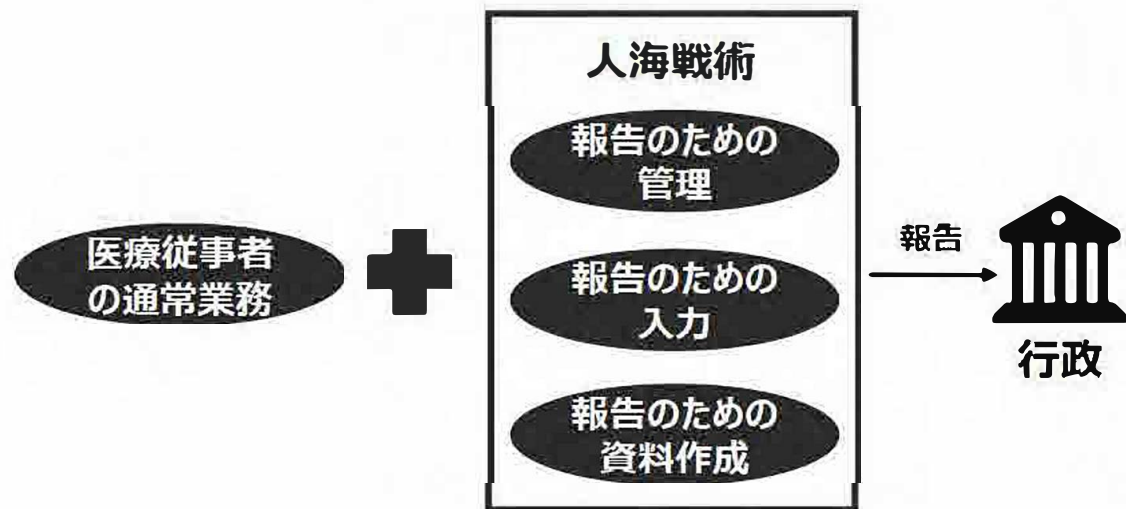 人海戦術
報告のための
管理
医療従事者
の通常業務
報告のための
入力
報告のための
資料作成
報告
行政